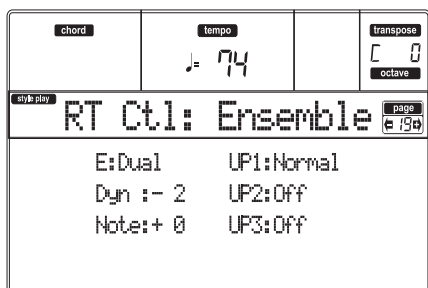 chord tempo transpose
♩= 74 C 0
octave
style play RT Ctl: Ensemble page
19
E:Dual UP1:Normal
Dyn :- 2 UP2:Off
Note:+ 0 UP3:Off